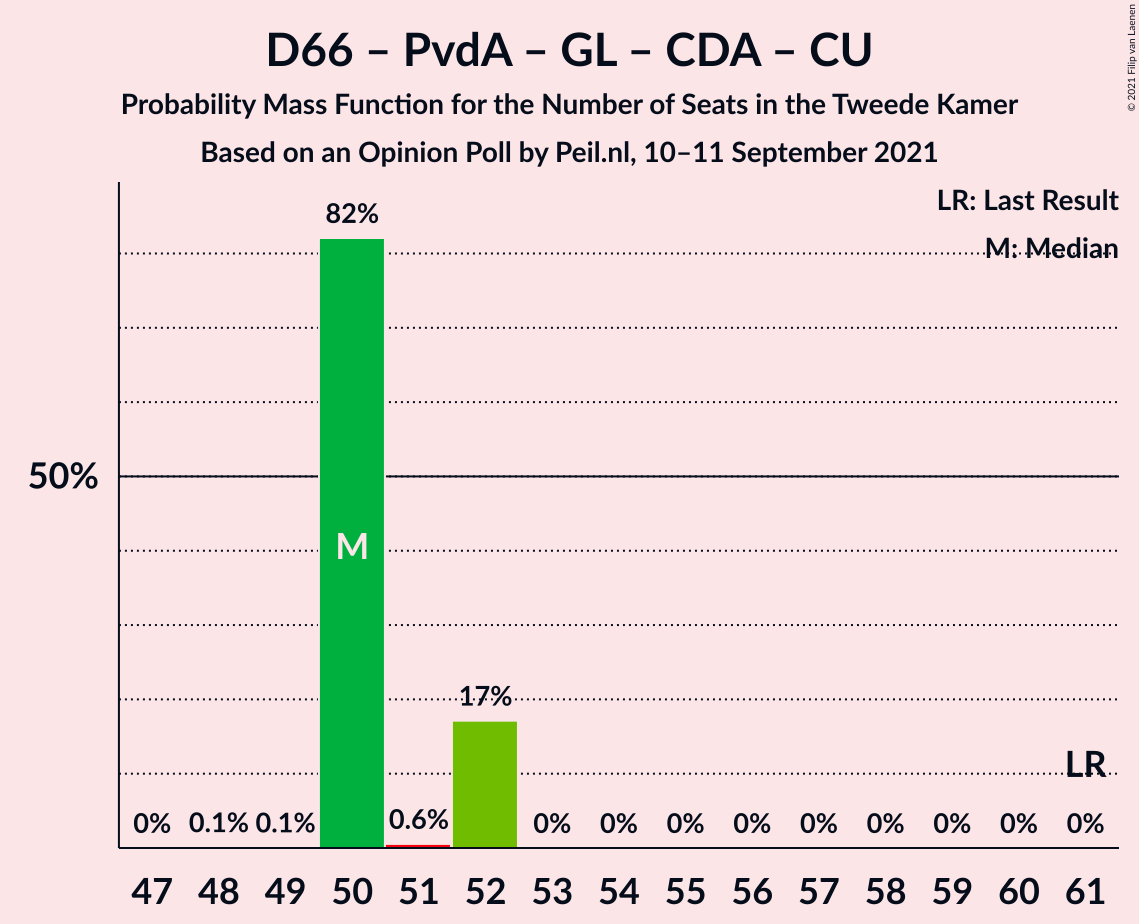 D66 – PvdA – GL – CDA – CU
Probability Mass Function for the Number of Seats in the Tweede Kamer
Based on an Opinion Poll by Peil.nl, 10–11 September 2021
© 2021 Filip van Laenen
LR: Last Result
M: Median
82%
50%
M
17%
LR
0% 0.1% 0.1% 0.6% 0% 0% 0% 0% 0% 0% 0% 0% 0%
47 48 49 50 51 52 53 54 55 56 57 58 59 60 61